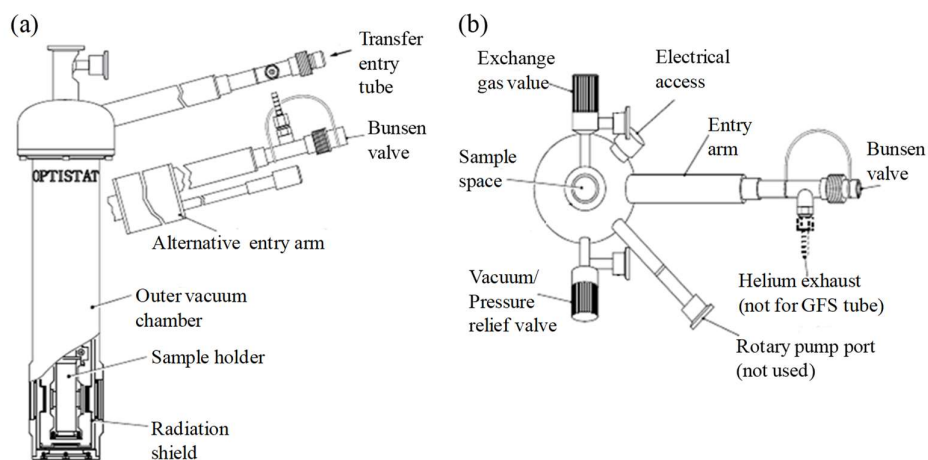 (a)
Transfer
entry
tube
Bunsen
valve
OPTISTAT
Alternative entry arm
Outer vacuum
chamber
Sample holder
Radiation
shield
(b)
Exchange
gas value
Electrical
access
Entry
arm
Bunsen
valve
Sample
space
Vacuum/
Pressure
relief valve
Helium exhaust
(not for GFS tube)
Rotary pump port
(not used)